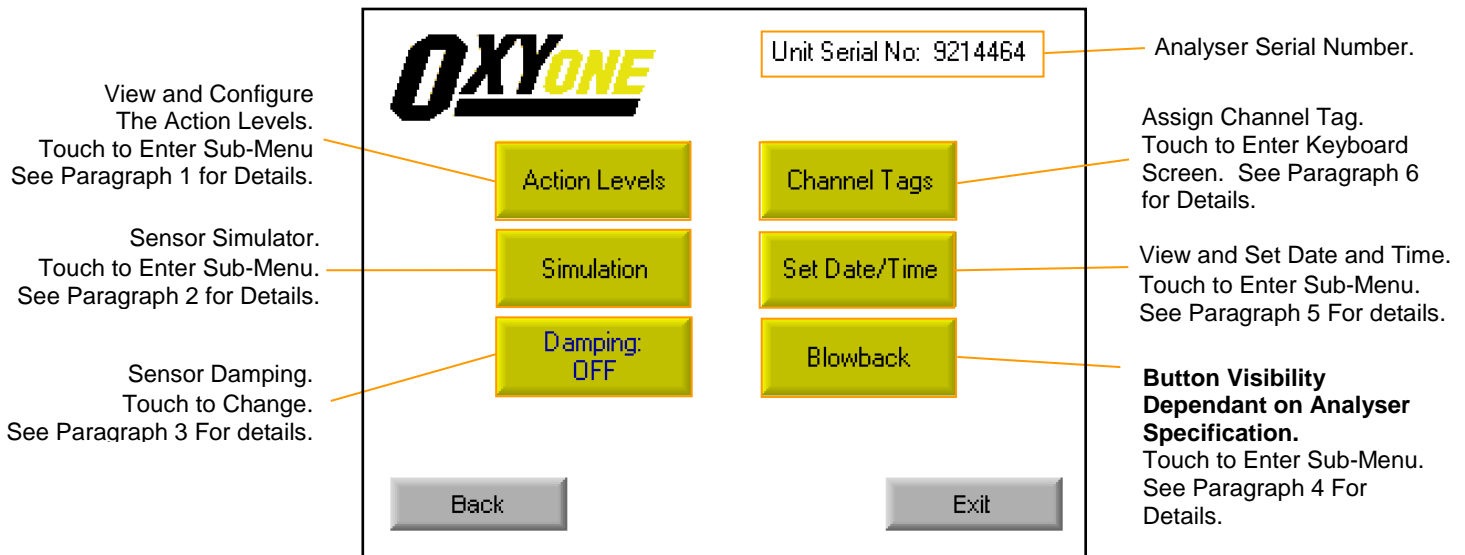 OXYONE
Unit Serial No: 9214464
Analyser Serial Number.
View and Configure
The Action Levels.
Touch to Enter Sub-Menu
See Paragraph 1 for Details.
Action Levels
Channel Tags
Assign Channel Tag.
Touch to Enter Keyboard
Screen. See Paragraph 6
for Details.
Sensor Simulator.
Touch to Enter Sub-Menu.
See Paragraph 2 for Details.
Simulation
Set Date/Time
View and Set Date and Time.
Touch to Enter Sub-Menu.
See Paragraph 5 For details.
Sensor Damping.
Touch to Change.
See Paragraph 3 For details.
Damping:
OFF
Blowback
Button Visibility
Dependant on Analyser
Specification.
Touch to Enter Sub-Menu.
See Paragraph 4 For
Details.
Back
Exit